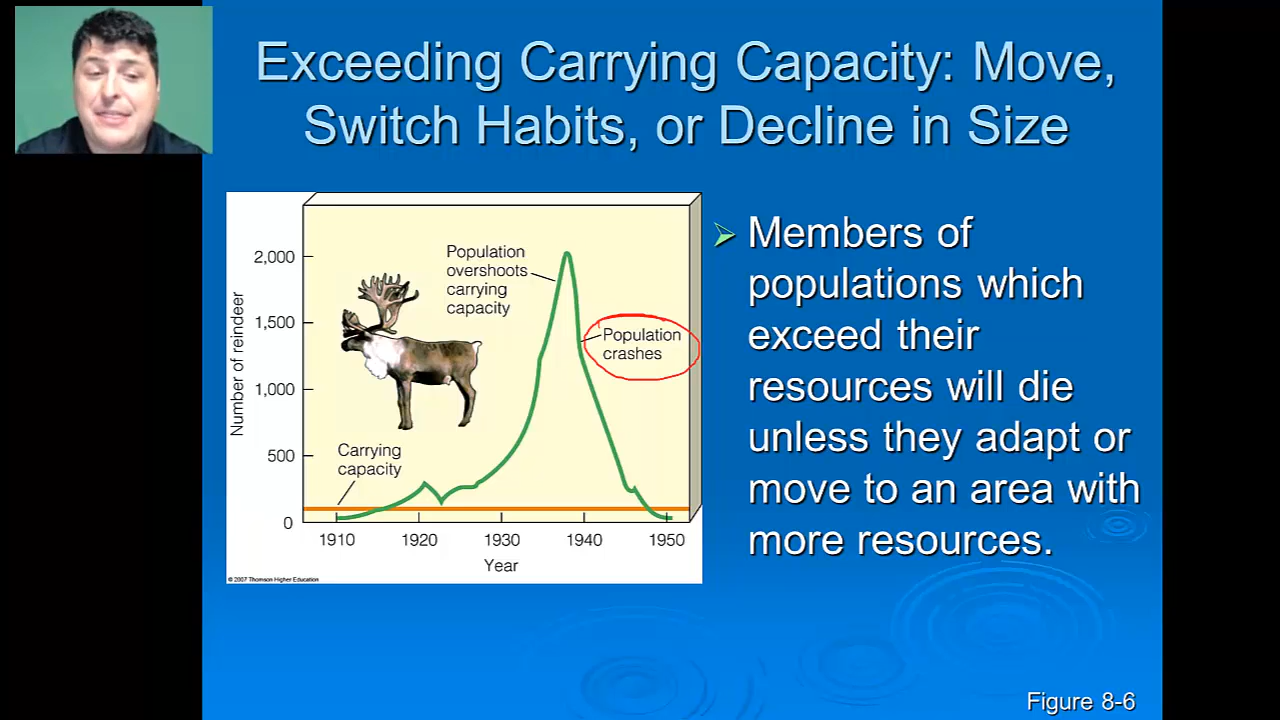 Exceeding Carrying Capacity: Move,
Switch Habits, or Decline in Size
Number of reindeer
2,000
1,500
1,000
500
0
Population
overshoots
carrying
capacity
Population
crashes
Carrying
capacity
1910 1920 1930 1940 1950
Year
© 2007 Thomson Higher Education
Members of
populations which
exceed their
resources will die
unless they adapt or
move to an area with
more resources.
Figure 8-6